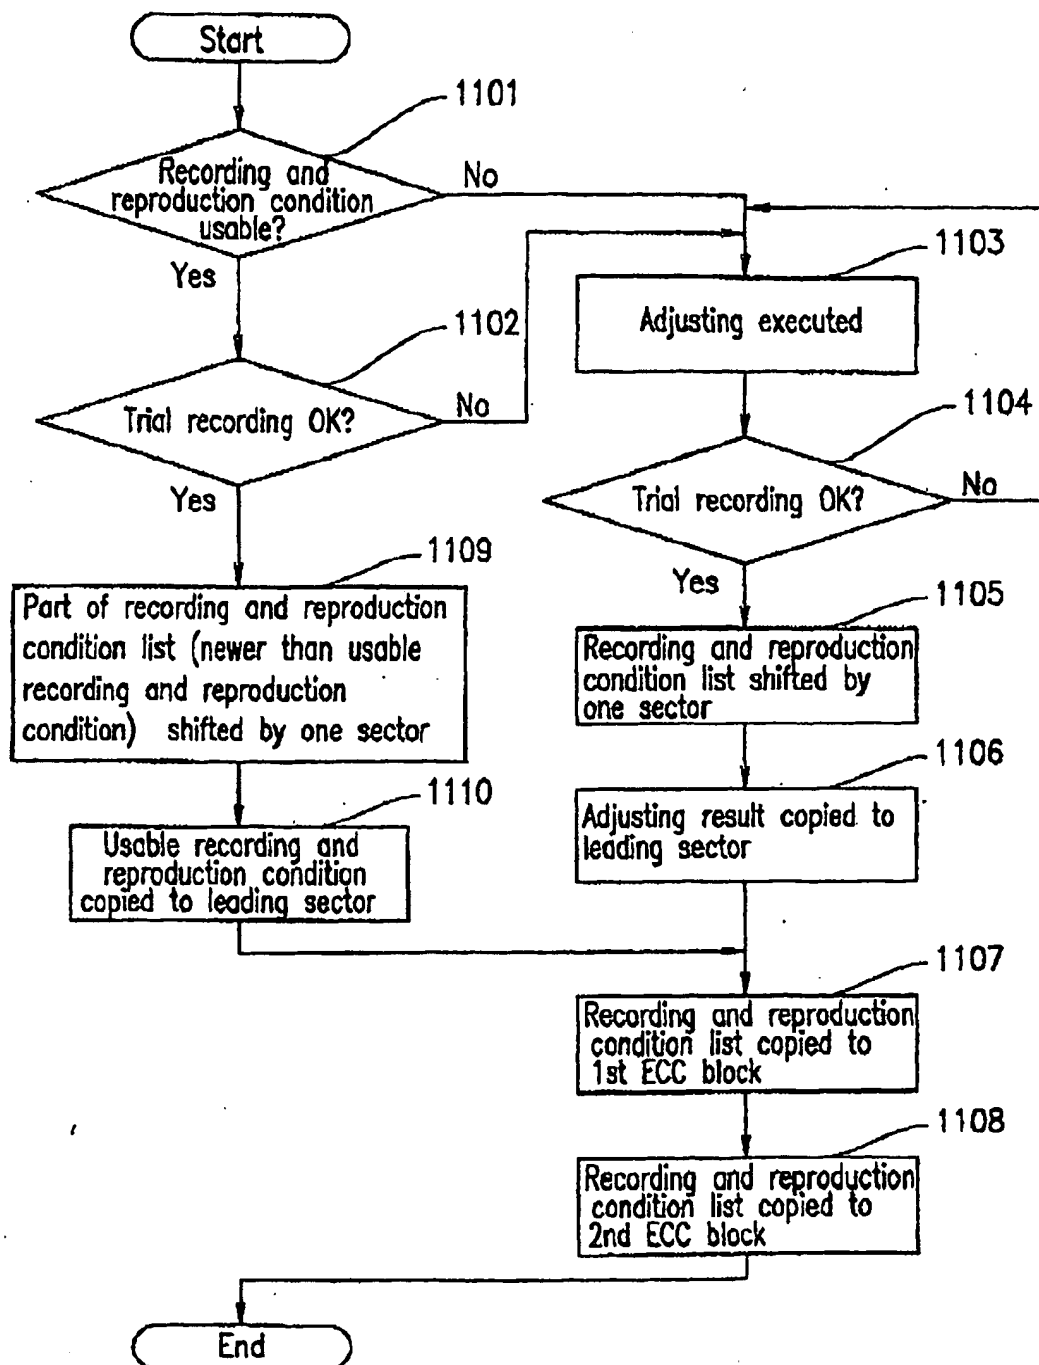 Start
1101
Recording and
reproduction condition
usable?
No
Yes
1102
Trial recording OK?
No
Yes
1103
Adjusting executed
1104
Trial recording OK?
No
Yes
1109
Part of recording and reproduction
condition list (newer than usable
recording and reproduction
condition) shifted by one sector
1110
Usable recording and
reproduction condition
copied to leading sector
1105
Recording and reproduction
condition list shifted by
one sector
1106
Adjusting result copied to
leading sector
1107
Recording and reproduction
condition list copied to
1st ECC block
1108
Recording and reproduction
condition list copied to
2nd ECC block
End